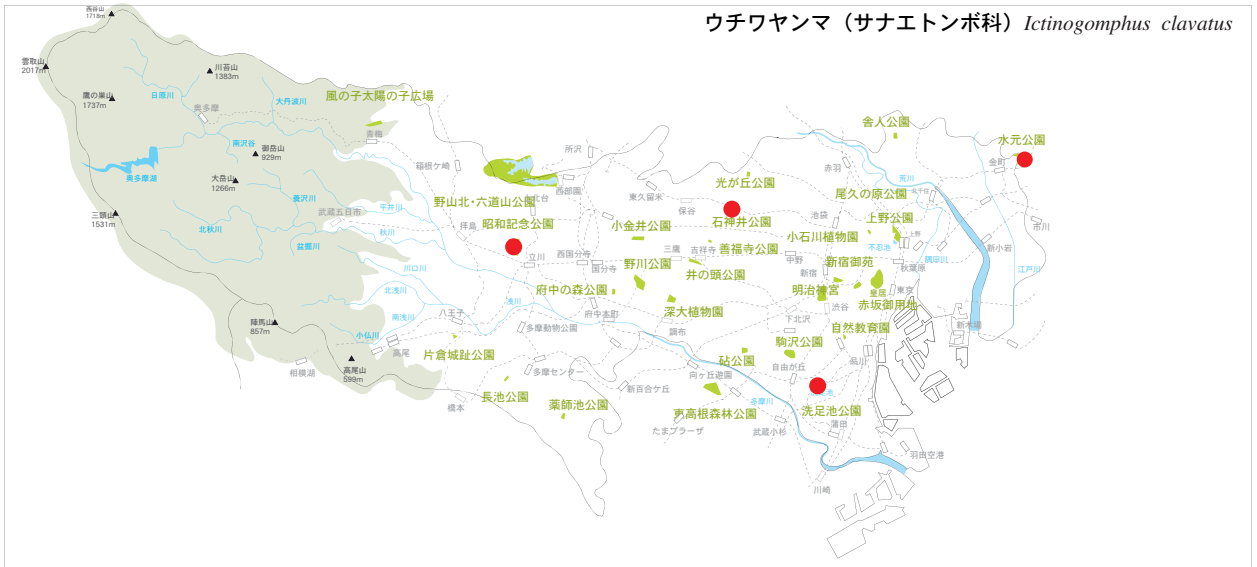 ウチワヤンマ（サナエトンボ科）Ictinogomphus clavatus
酉谷山
1718m
雲取山
2017m
川苔山
1383m
鷹の巣山
1737m
日原川
大丹波川
奥多摩
風の子太陽の子広場
青梅
南沢谷
御岳山
929m
奥多摩湖
大岳山
1266m
養沢川
三頭山
1531m
武蔵五日市
平井川
北秋川
秋川
盆堀川
箱根ケ崎
所沢
西部園
野山北・六道山公園
上北台
昭和記念公園
拝島
立川
東久留米
保谷
光が丘公園
石神井公園
小金井公園
西国分寺
国分寺
三鷹
吉祥寺
善福寺公園
野川公園
井の頭公園
府中の森公園
深大植物園
府中本町
調布
舎人公園
水元公園
金町
赤羽
荒川
北千住
尾久の原公園
池袋
上野公園
小石川植物園
上野
不忍池
市川
新小岩
中野
新宿
新宿御苑
秋葉原
隅田川
江戸川
明治神宮
皇居
東京
赤坂御用地
渋谷
下北沢
自然教育園
新木場
駒沢公園
品川
自由が丘
砧公園
向ヶ丘遊園
川口川
北浅川
南浅川
浅川
八王子
多摩動物公園
陣馬山
857m
小仏川
高尾
高尾山
599m
相模湖
片倉城趾公園
多摩センター
新百合ケ丘
長池公園
薬師池公園
橋本
東高根森林公園
たまプラーザ
多摩川
武蔵小杉
洗足池公園
蒲田
羽田空港
川崎